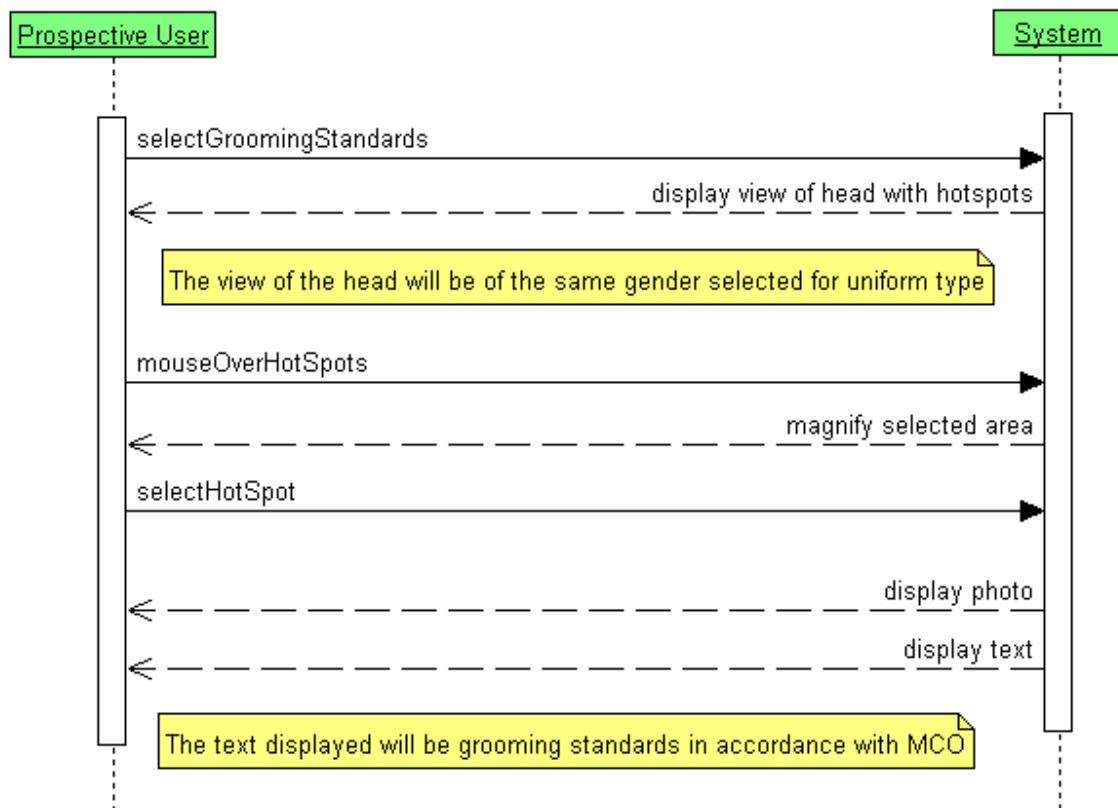 Prospective User
System
selectGroomingStandards
display view of head with hotspots
The view of the head will be of the same gender selected for uniform type
mouseOverHotSpots
magnify selected area
selectHotSpot
display photo
display text
The text displayed will be grooming standards in accordance with MCO